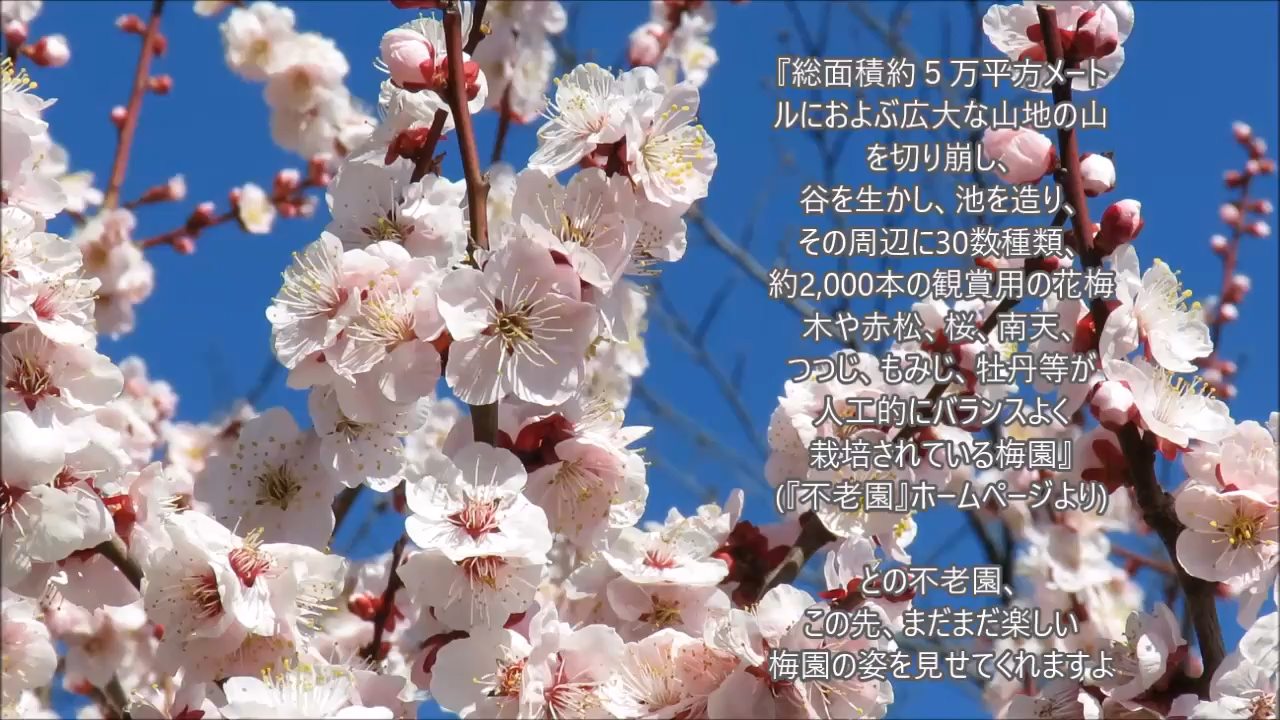 『総面積約５万平方メート
ルにおよぶ広大な山地の山
を切り崩し、
谷を生かし、池を造り、
その周辺に30数種類、
約2,000本の観賞用の花梅
木や赤松、桜、南天、
つつじ、もみじ、牡丹等が
人工的にバランスよく
栽培されている梅園』
(『不老園』ホームページより)
との不老園、
この先、まだまだ楽しい
梅園の姿を見せてくれますよ